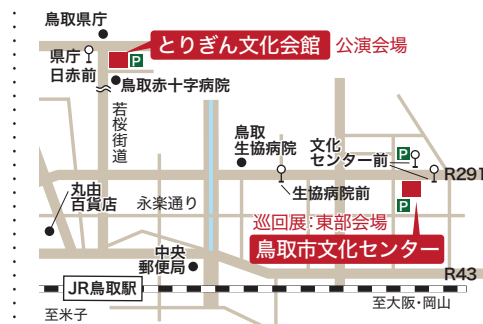 鳥取県庁
とりぎん文化会館 公演会場
県庁
日赤前
P
鳥取赤十字病院
若桜街道
鳥取
生協病院
文化
センター前
P
R291
生協病院前
丸由
百貨店
永楽通り
P
巡回展:東部会場
鳥取市文化センター
中央
郵便局
R43
JR鳥取駅
至米子
至大阪・岡山